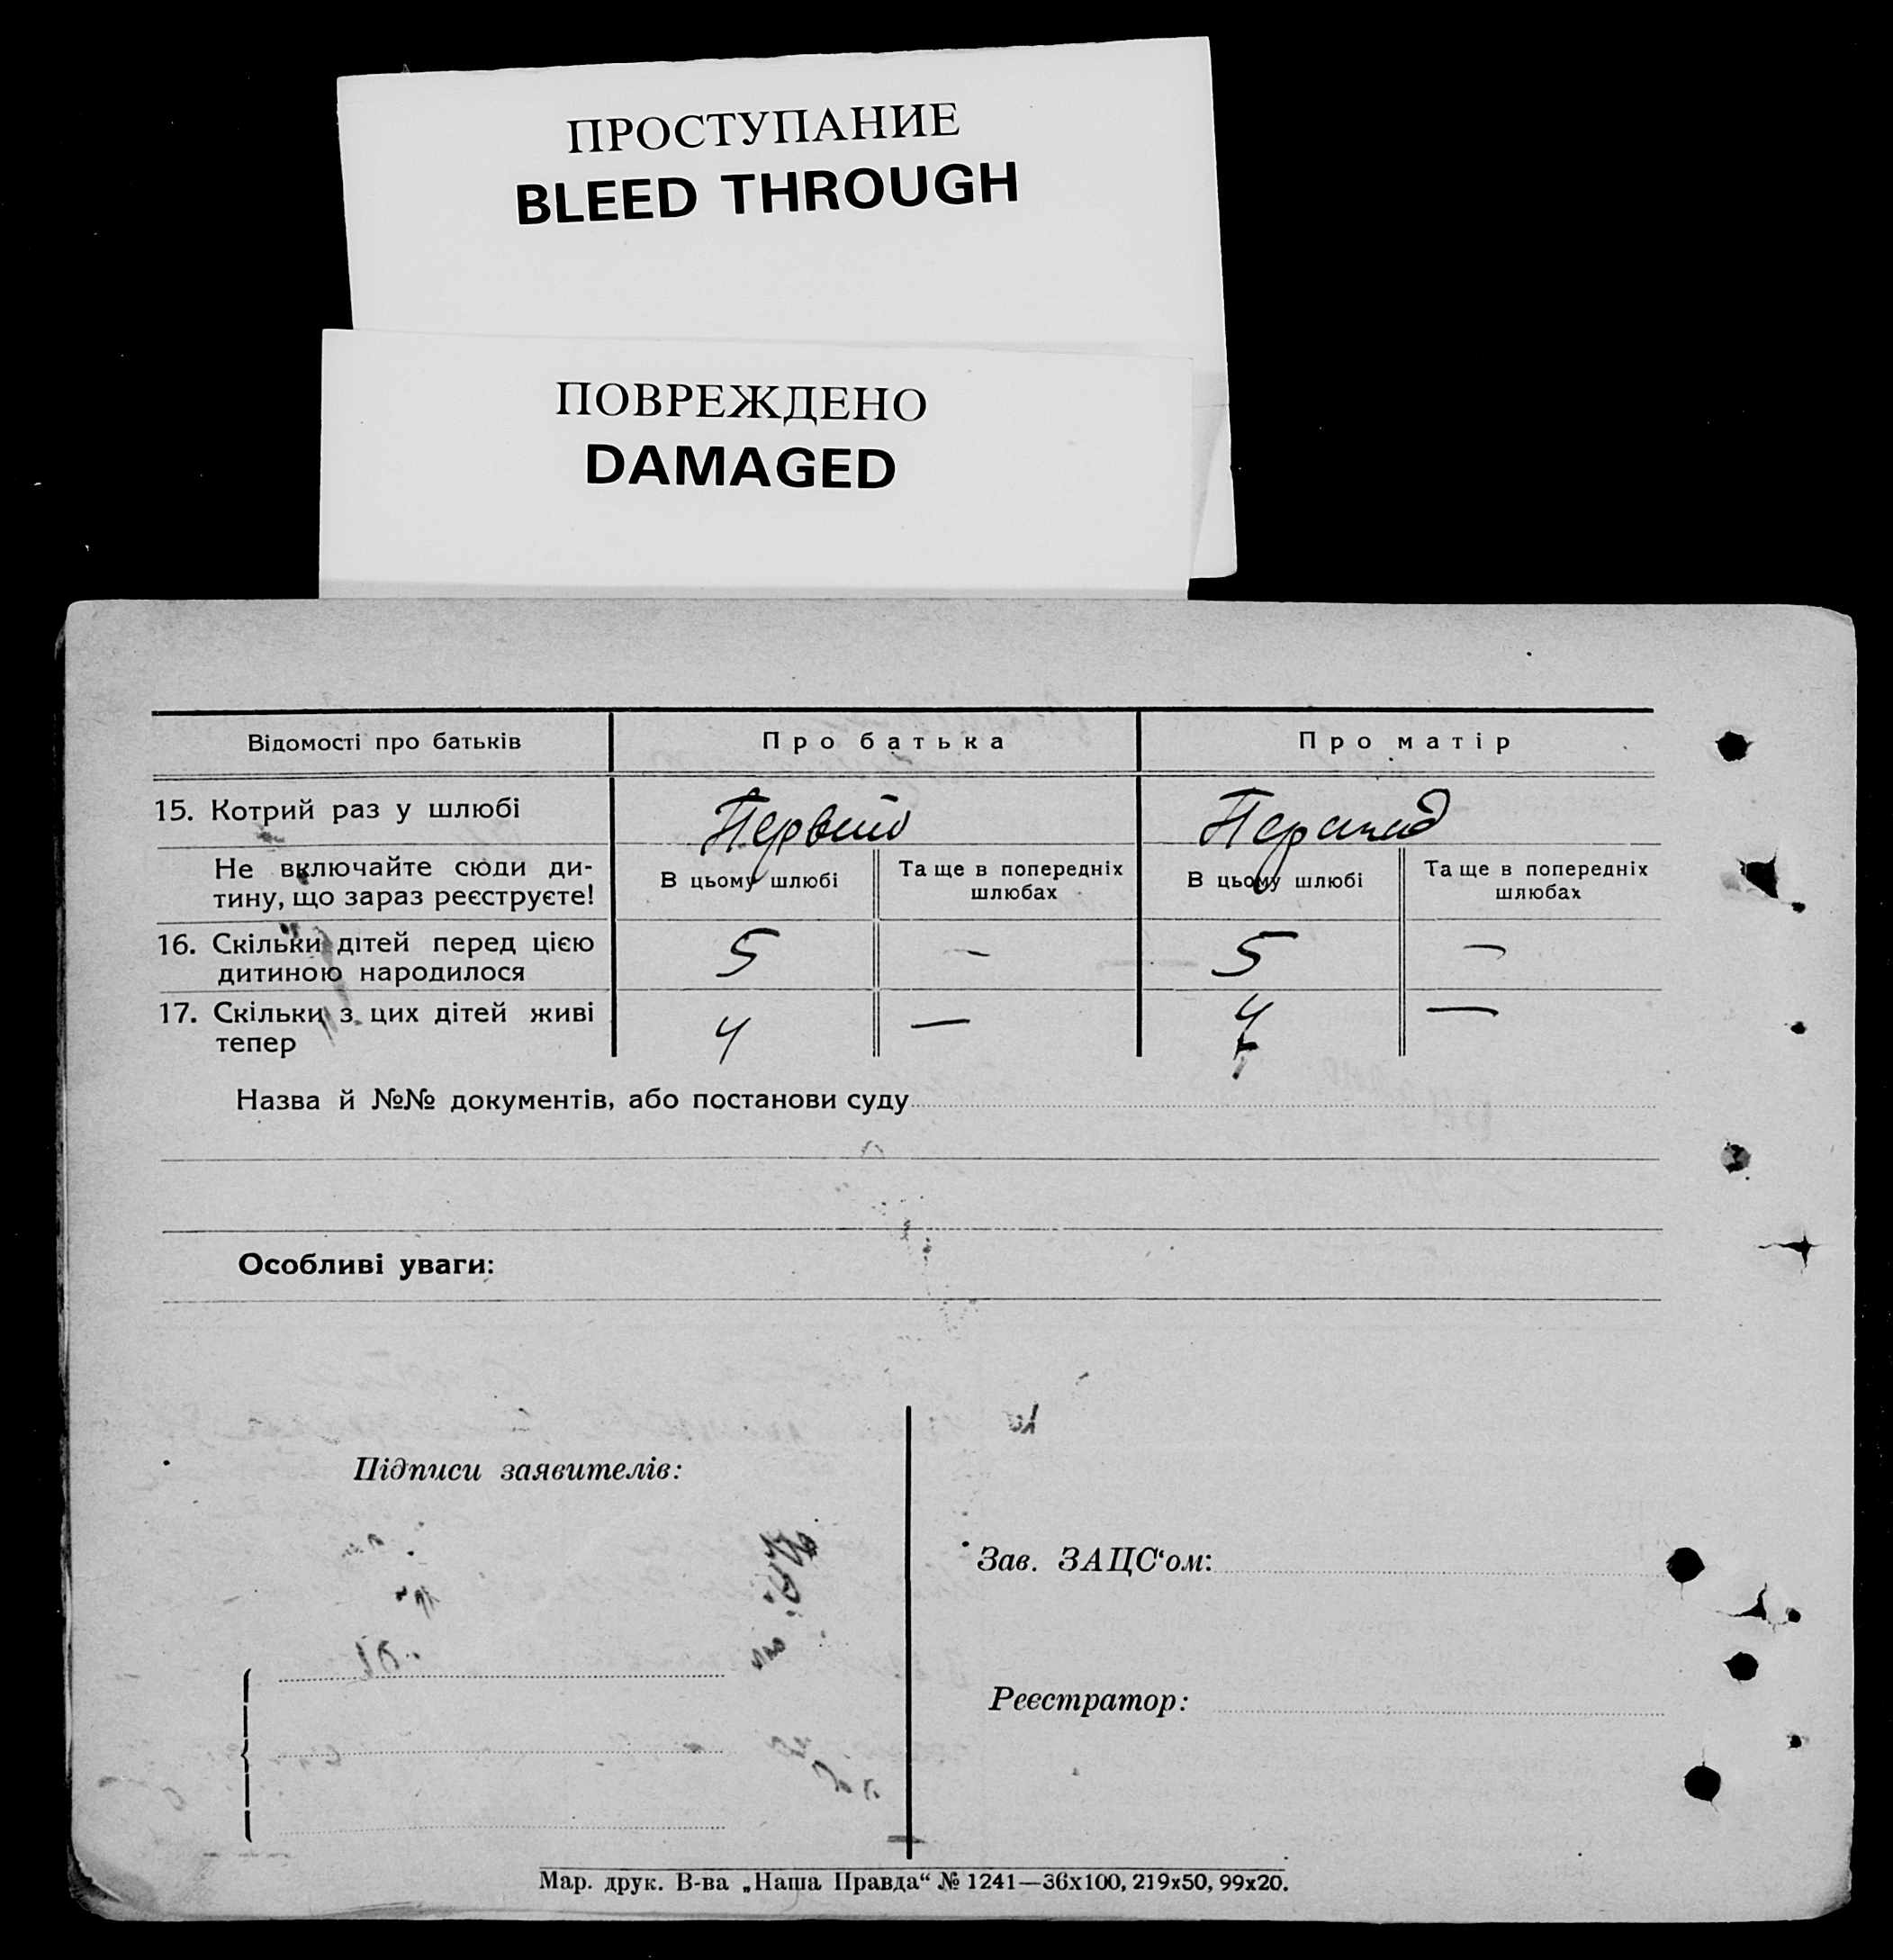 ПРОСТУПАНИЕ
BLEED THROUGH
ПОВРЕЖДЕНО
DAMAGED
Відомості про батьків
Про батька
Про матір
15. Котрий раз у шлюбі
Первий
Не включайте сюди ди-
тину, що зараз реєструєте!
В цьому шлюбі
Та ще в попередніх
шлюбах
В цьому шлюбі
Та ще в попередніх
шлюбах
16. Скільки дітей перед цією
дитиною народилося
5 — 5 —
17. Скільки з цих дітей живі
тепер
4 — 4 —
Назва й №№ документів, або постанови суду
Особливі уваги:
Підписи заявителів:
Зав. ЗАЦС‘ом:
Реєстратор:
Мар. друк. В-ва „Наша Правда“ № 1241—36х100, 219х50, 99х20.